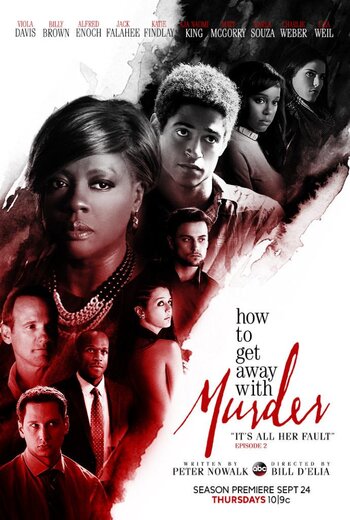 VIOLA BILLY ALFRED JACK KATIE AJA NAOMI MATT KARLA CHARLIE LIZA
DAVIS BROWN ENOCH FALAHEE FINDLAY KING MCGORRY SOUZA WEBER WEIL
how
to
get
away
with
Murder
"IT'S ALL HER FAULT"
EPISODE 2
WRITTEN BY
PETER NOWALK
abc
DIRECTED BY
BILL D'ELIA
SEASON PREMIERE SEPT 24
THURSDAYS 10|9c